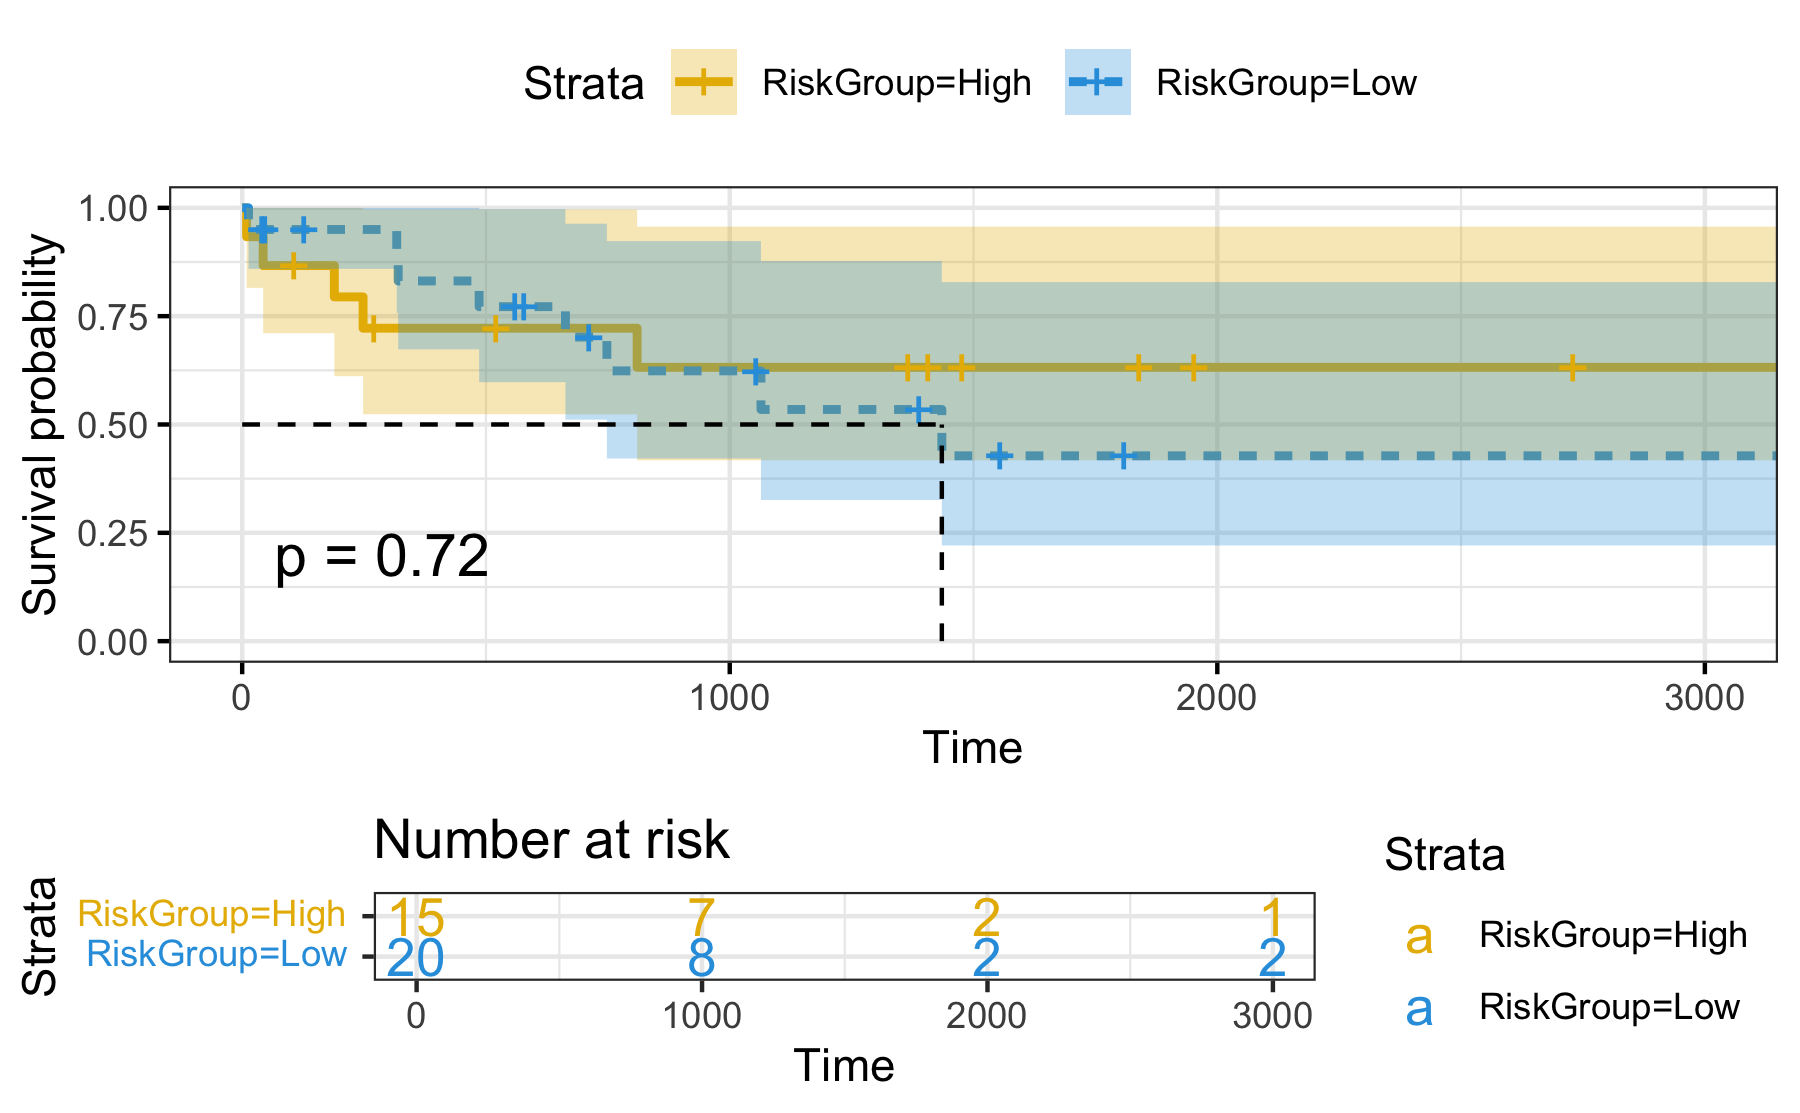 Strata RiskGroup=High RiskGroup=Low
Survival probability
1.00
0.75
0.50
0.25
0.00
p = 0.72
0 1000 2000 3000
Time
Number at risk
Strata
RiskGroup=High 15 7 2 1
RiskGroup=Low 20 8 2 2
0 1000 2000 3000
Time
Strata
a RiskGroup=High
a RiskGroup=Low